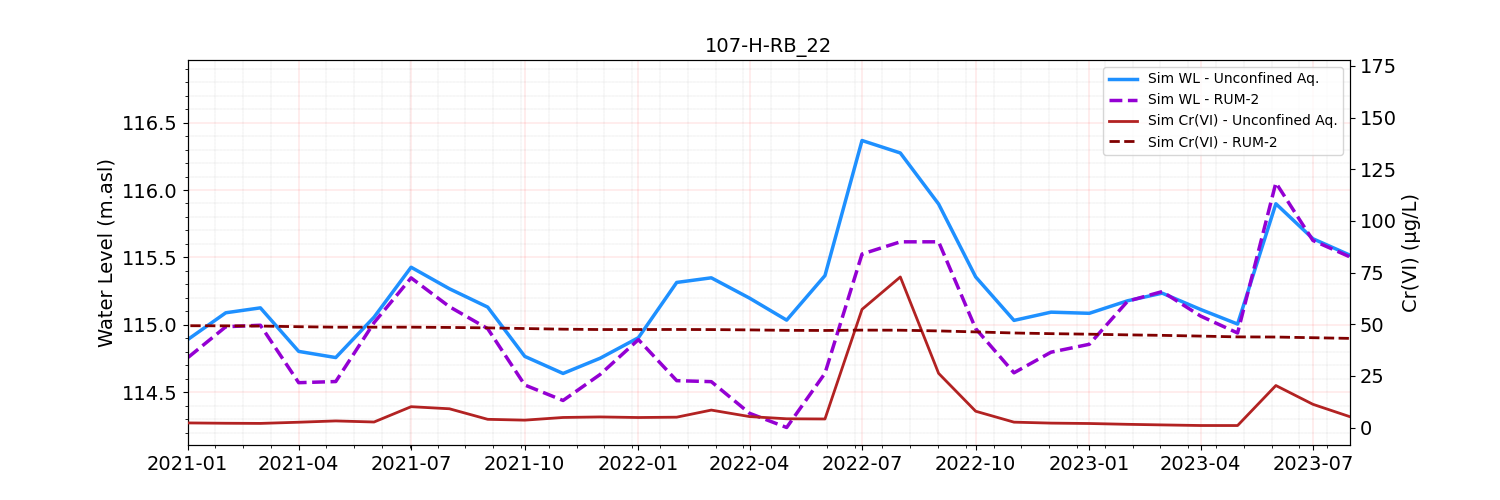 107-H-RB_22
Water Level (m.asl)
116.5
116.0
115.5
115.0
114.5
Sim WL - Unconfined Aq.
Sim WL - RUM-2
Sim Cr(VI) - Unconfined Aq.
Sim Cr(VI) - RUM-2
175
150
125
100
75
50
25
0
Cr(VI) (µg/L)
2021-01 2021-04 2021-07 2021-10 2022-01 2022-04 2022-07 2022-10 2023-01 2023-04 2023-07